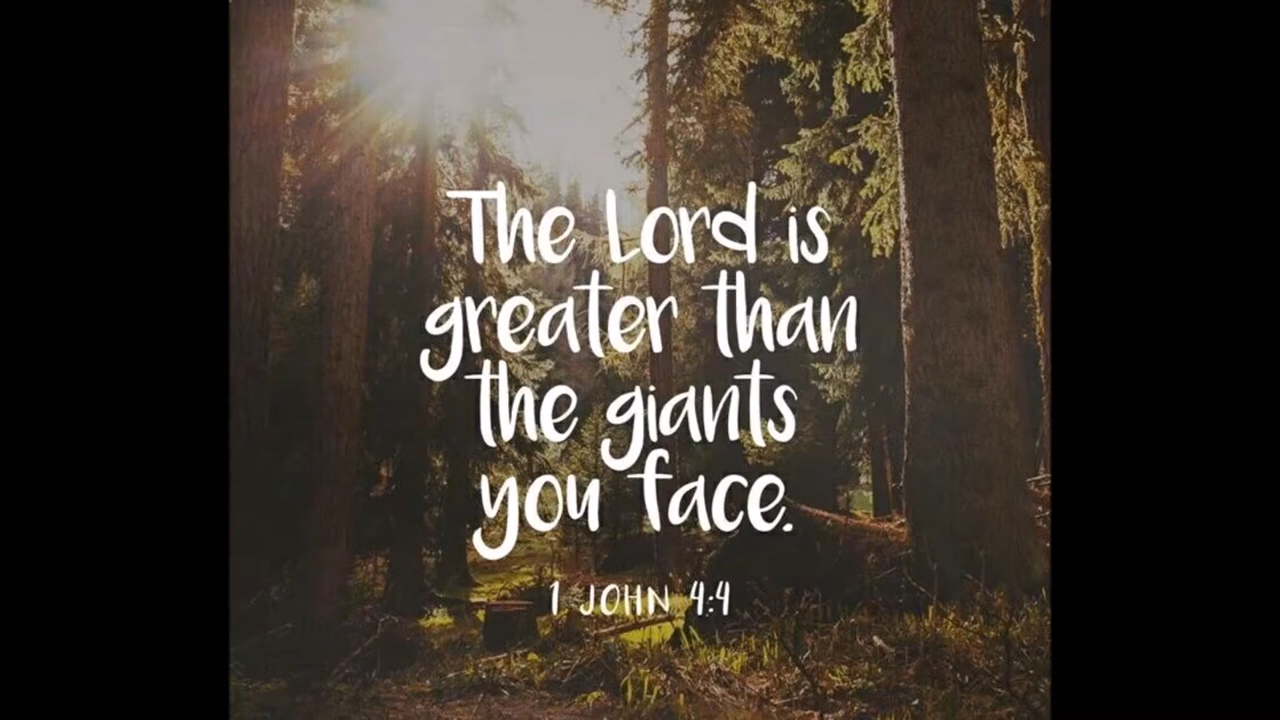 The Lord is
greater than
the giants
you face.
1 JOHN 4:4